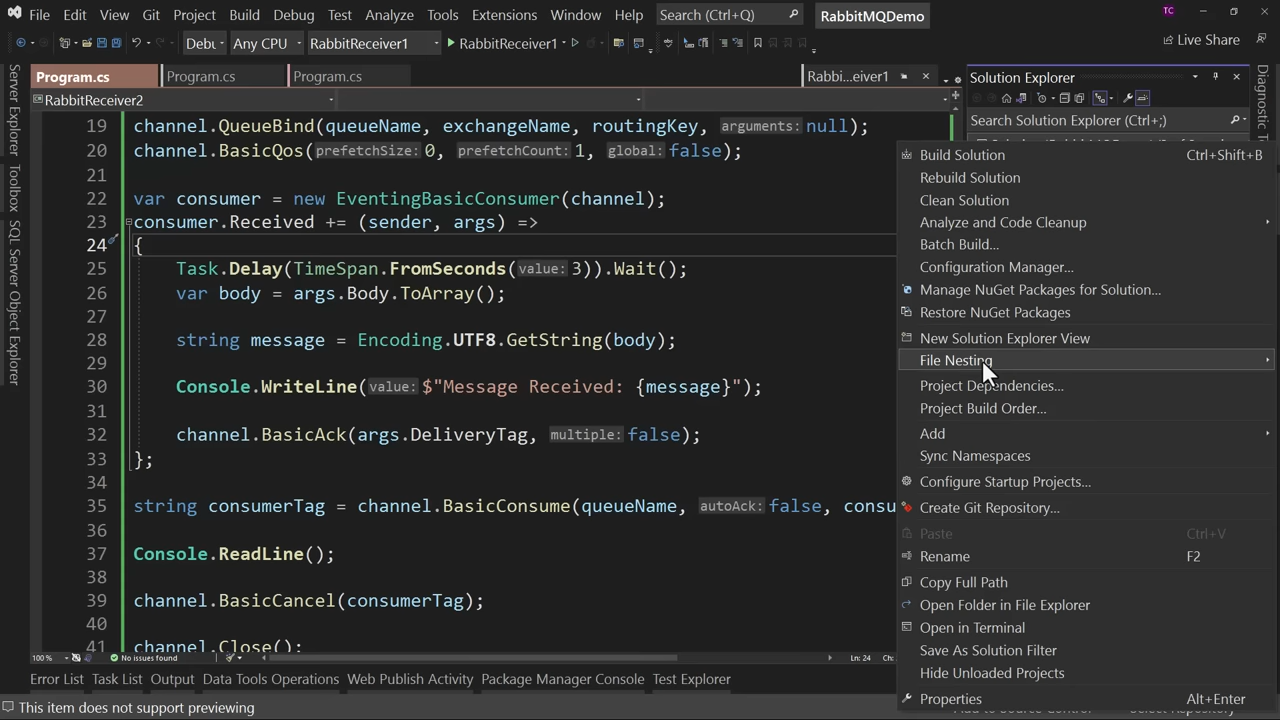 File Edit View Git Project Build Debug Test Analyze Tools Extensions Window Help Search (Ctrl+Q) RabbitMQDemo TC
Live Share
Debu Any CPU RabbitReceiver1 RabbitReceiver1
Program.cs Program.cs Program.cs Rabbi...eiver1
RabbitReceiver2
Server Explorer
Toolbox
SQL Server Object Explorer
19 channel.QueueBind(queueName, exchangeName, routingKey, arguments: null);
20 channel.BasicQos(prefetchSize: 0, prefetchCount: 1, global: false);
21
22 var consumer = new EventingBasicConsumer(channel);
23 consumer.Received += (sender, args) =>
24 {
25 Task.Delay(TimeSpan.FromSeconds(value: 3)).Wait();
26 var body = args.Body.ToArray();
27
28 string message = Encoding.UTF8.GetString(body);
29
30 Console.WriteLine(value: $"Message Received: {message}");
31
32 channel.BasicAck(args.DeliveryTag, multiple: false);
33 };
34
35 string consumerTag = channel.BasicConsume(queueName, autoAck: false, consu
36
37 Console.ReadLine();
38
39 channel.BasicCancel(consumerTag);
40
41 channel.Close();
100 % No issues found Ln: 24 Ch:
Solution Explorer
Search Solution Explorer (Ctrl+;)
Diagnostic T
Build Solution Ctrl+Shift+B
Rebuild Solution
Clean Solution
Analyze and Code Cleanup
Batch Build...
Configuration Manager...
Manage NuGet Packages for Solution...
Restore NuGet Packages
New Solution Explorer View
File Nesting
Project Dependencies...
Project Build Order...
Add
Sync Namespaces
Configure Startup Projects...
Create Git Repository...
Paste Ctrl+V
Rename F2
Copy Full Path
Open Folder in File Explorer
Open in Terminal
Save As Solution Filter
Hide Unloaded Projects
Properties Alt+Enter
Error List Task List Output Data Tools Operations Web Publish Activity Package Manager Console Test Explorer
This item does not support previewing